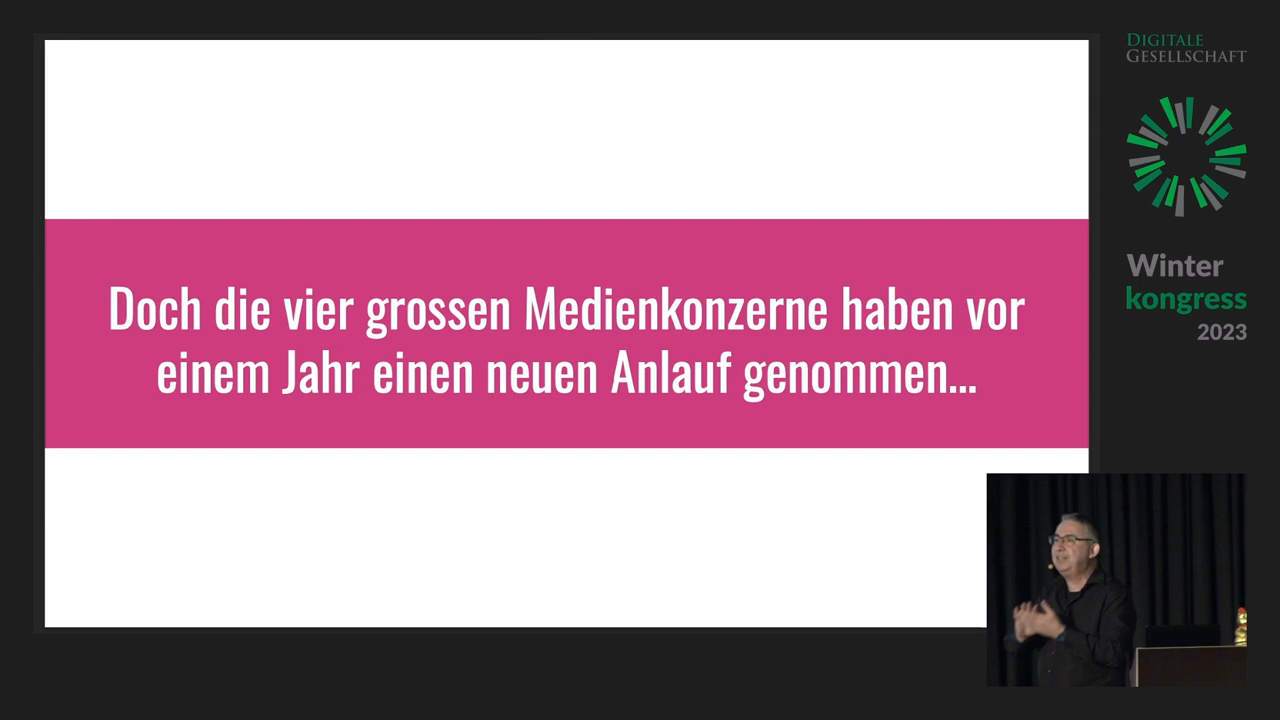 Doch die vier grossen Medienkonzerne haben vor
einem Jahr einen neuen Anlauf genommen...
DIGITALE
GESELLSCHAFT
Winter
kongress
2023